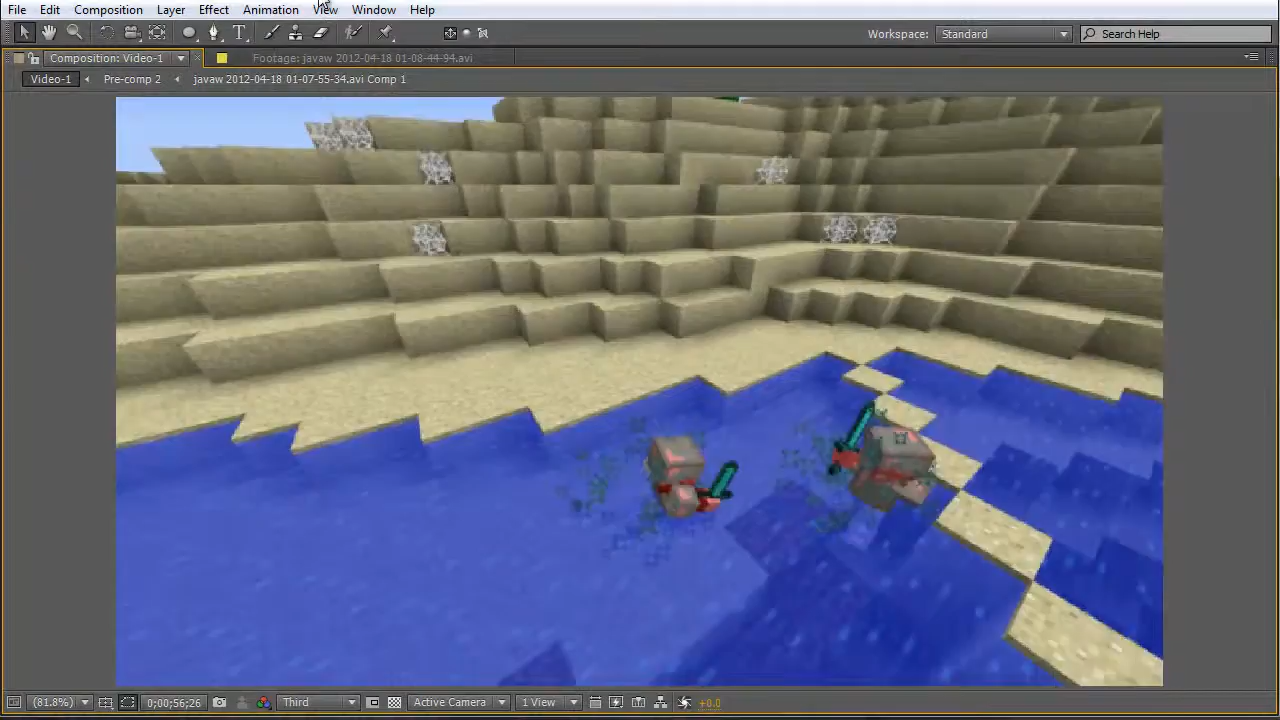 File Edit Composition Layer Effect Animation View Window Help
T Workspace: Standard Search Help
Composition: Video-1 Footage: javaw 2012-04-18 01-08-44-94.avi
Video-1 Pre-comp 2 javaw 2012-04-18 01-07-55-34.avi Comp 1
(81.8%) 0;00;56;26 Third Active Camera 1 View +0.0